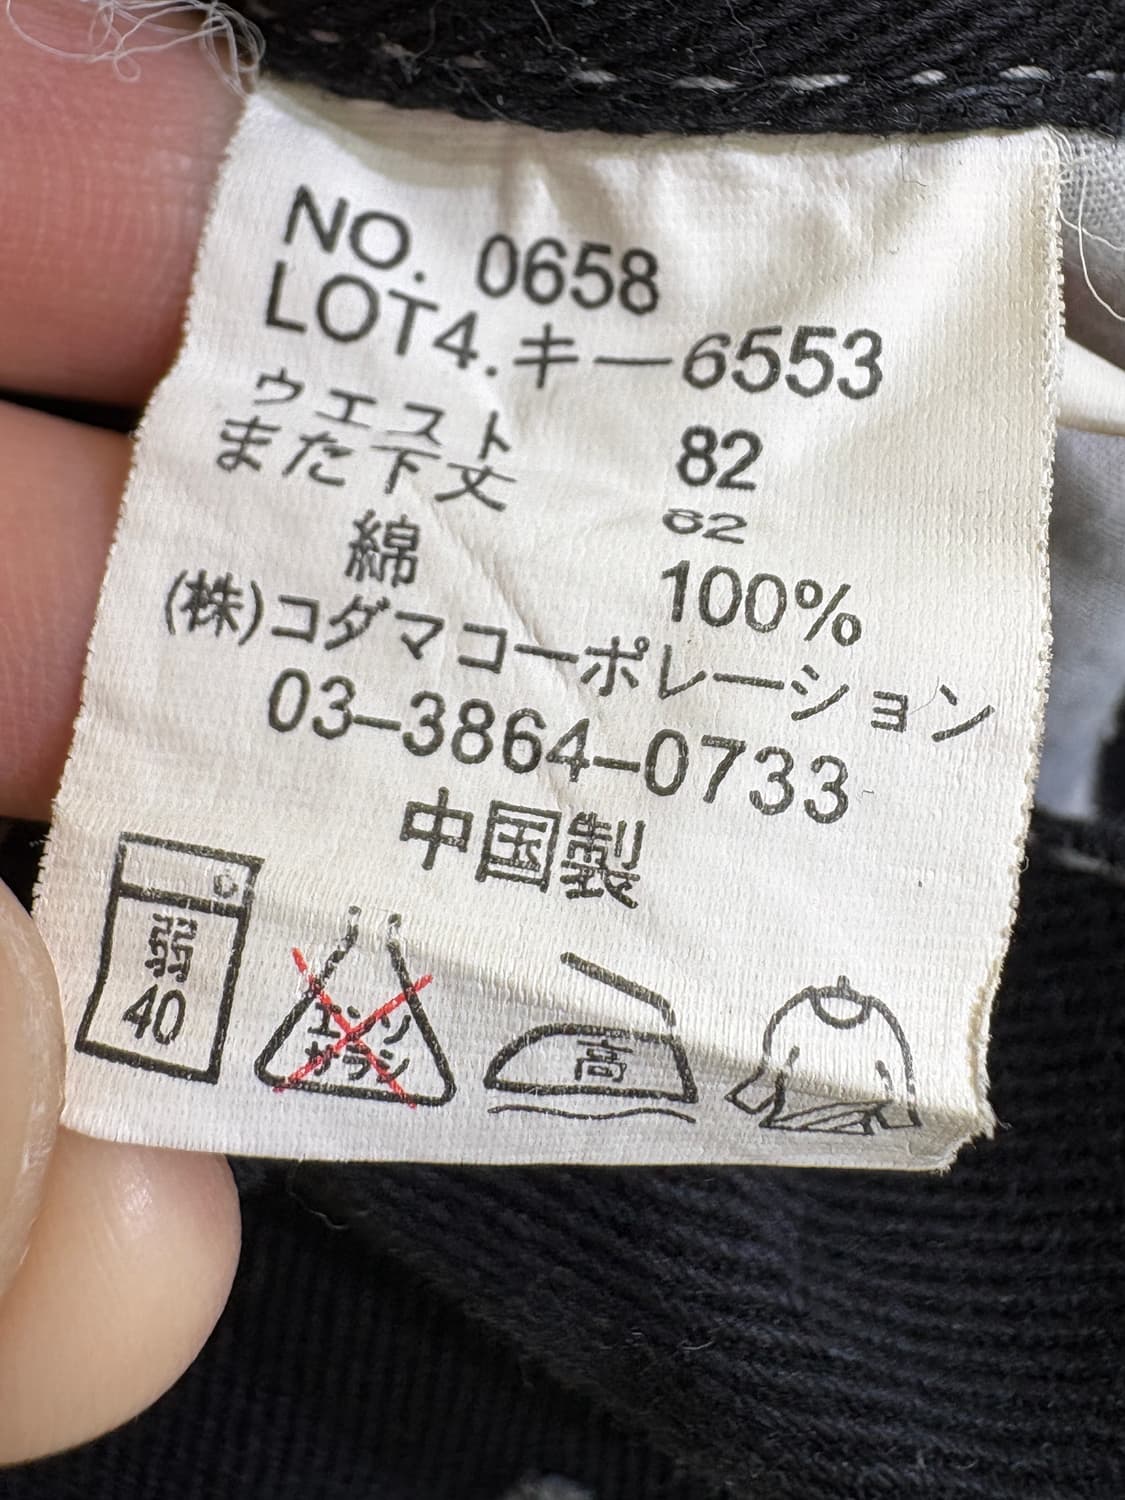 NO. 0658
LOT4.キー6553
ウエスト 82
また下丈 62
綿 100%
(株)コダマコーポレーション
03-3864-0733
中国製
弱
40
エンソ
サラシ
高